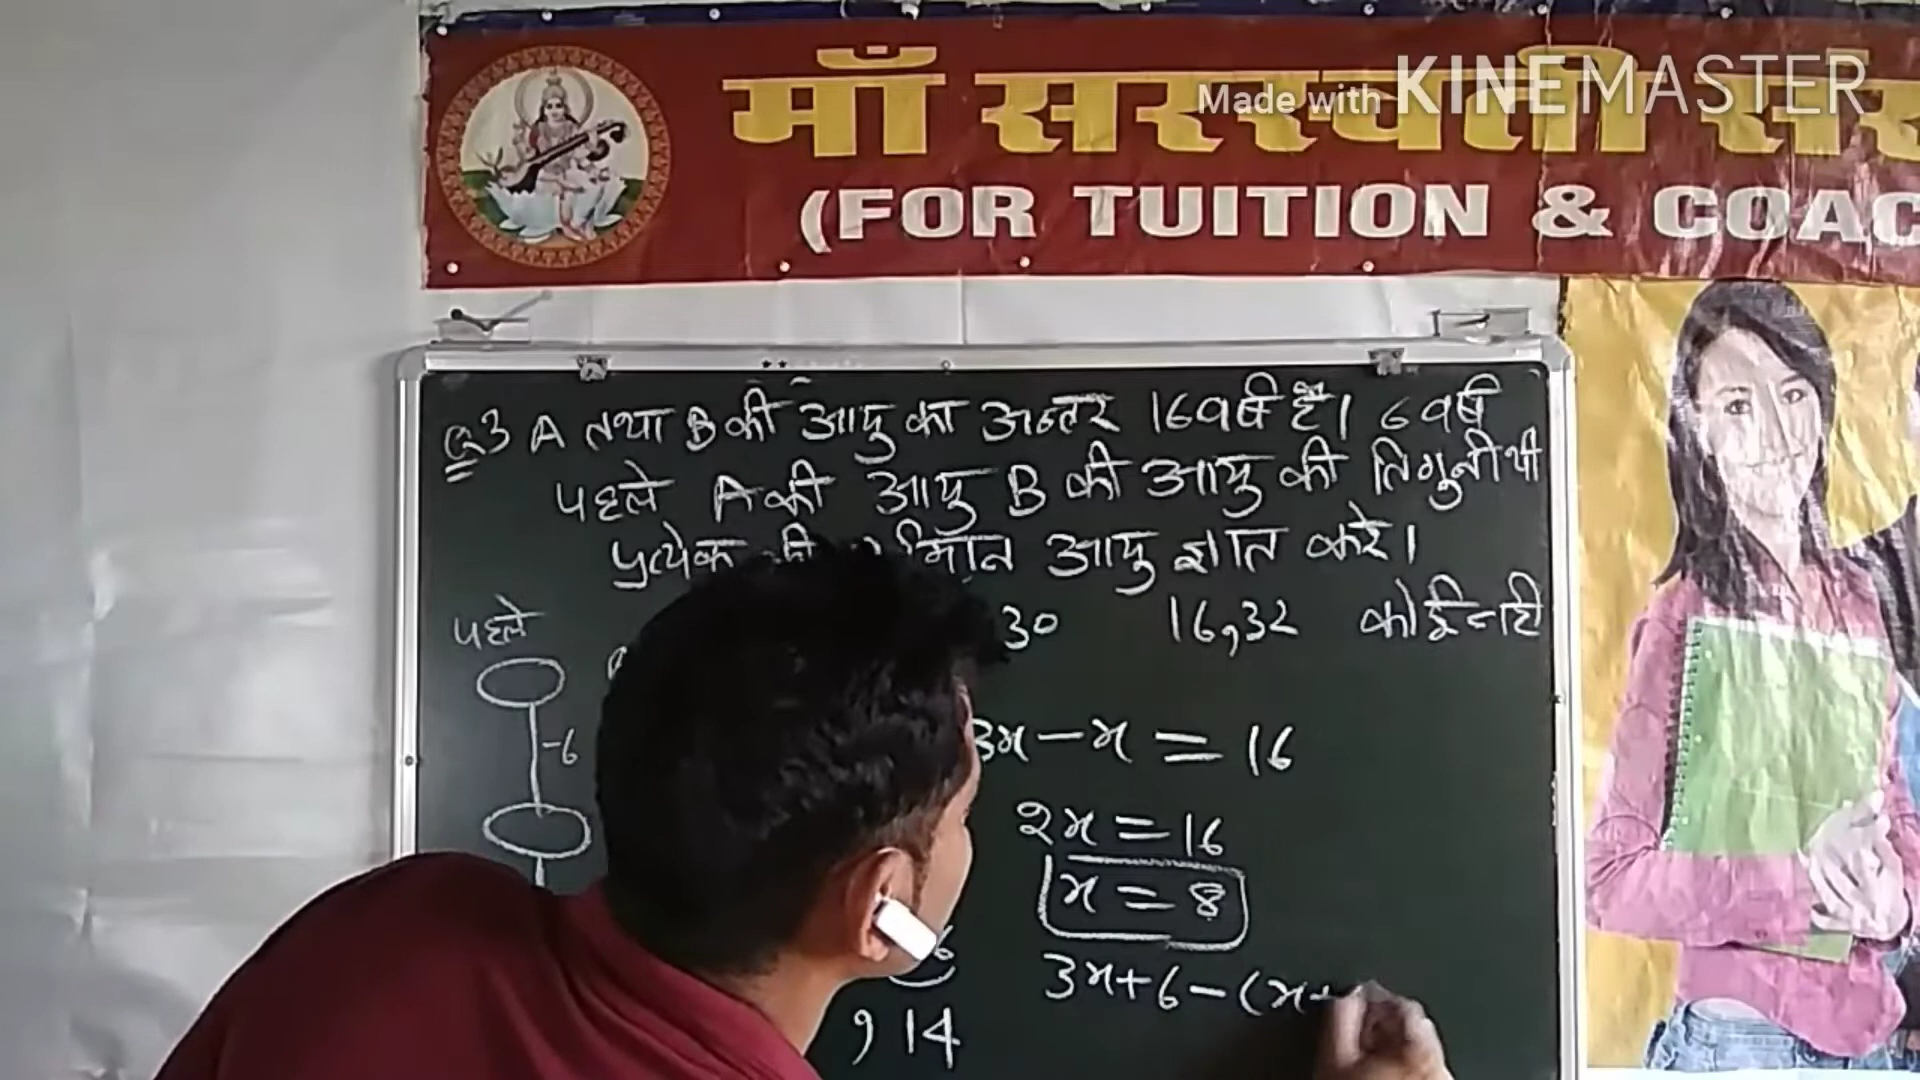 माँ सरस्वती सर
Made with KINEMASTER
(FOR TUITION & COAC
Q3 A तथा B की आयु का अन्तर 16 वर्ष है। 6 वर्ष
पहले A की आयु B की आयु की तिगुनी थी
प्रत्येक की मान आयु ज्ञात करे।
पहले 30 16,32 कोई नही
-6 3x-x = 16
2x = 16
x = 8
3x+6-(x+
, 14